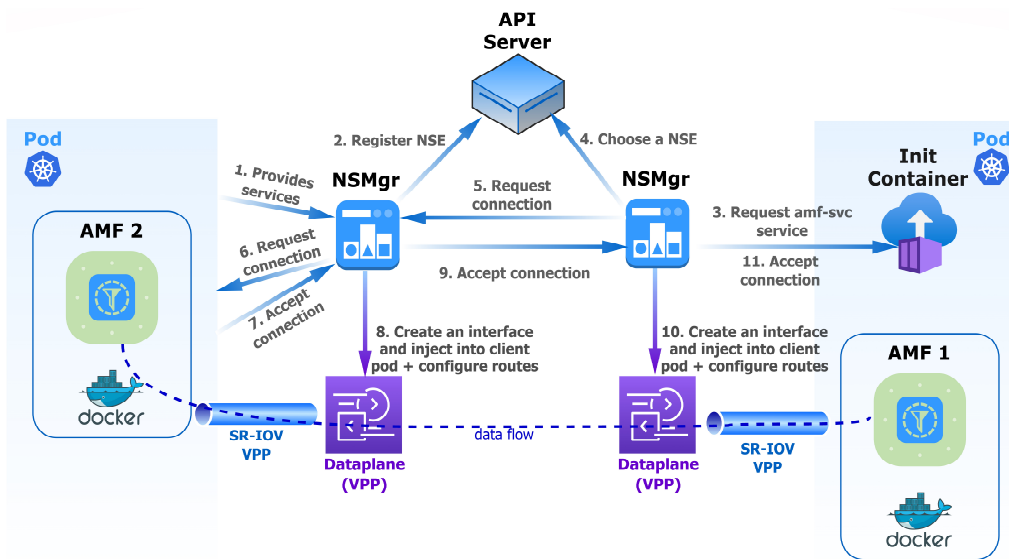 API
Server
Pod
Pod
2. Register NSE
4. Choose a NSE
Init
Container
1. Provides
services
NSMgr
5. Request
connection
NSMgr
3. Request amf-svc
service
AMF 2
6. Request
connection
9. Accept connection
11. Accept
connection
7. Accept
connection
8. Create an interface
and inject into client
pod + configure routes
10. Create an interface
and inject into client
pod + configure routes
AMF 1
docker
SR-IOV
VPP
data flow
SR-IOV
VPP
Dataplane
(VPP)
Dataplane
(VPP)
docker